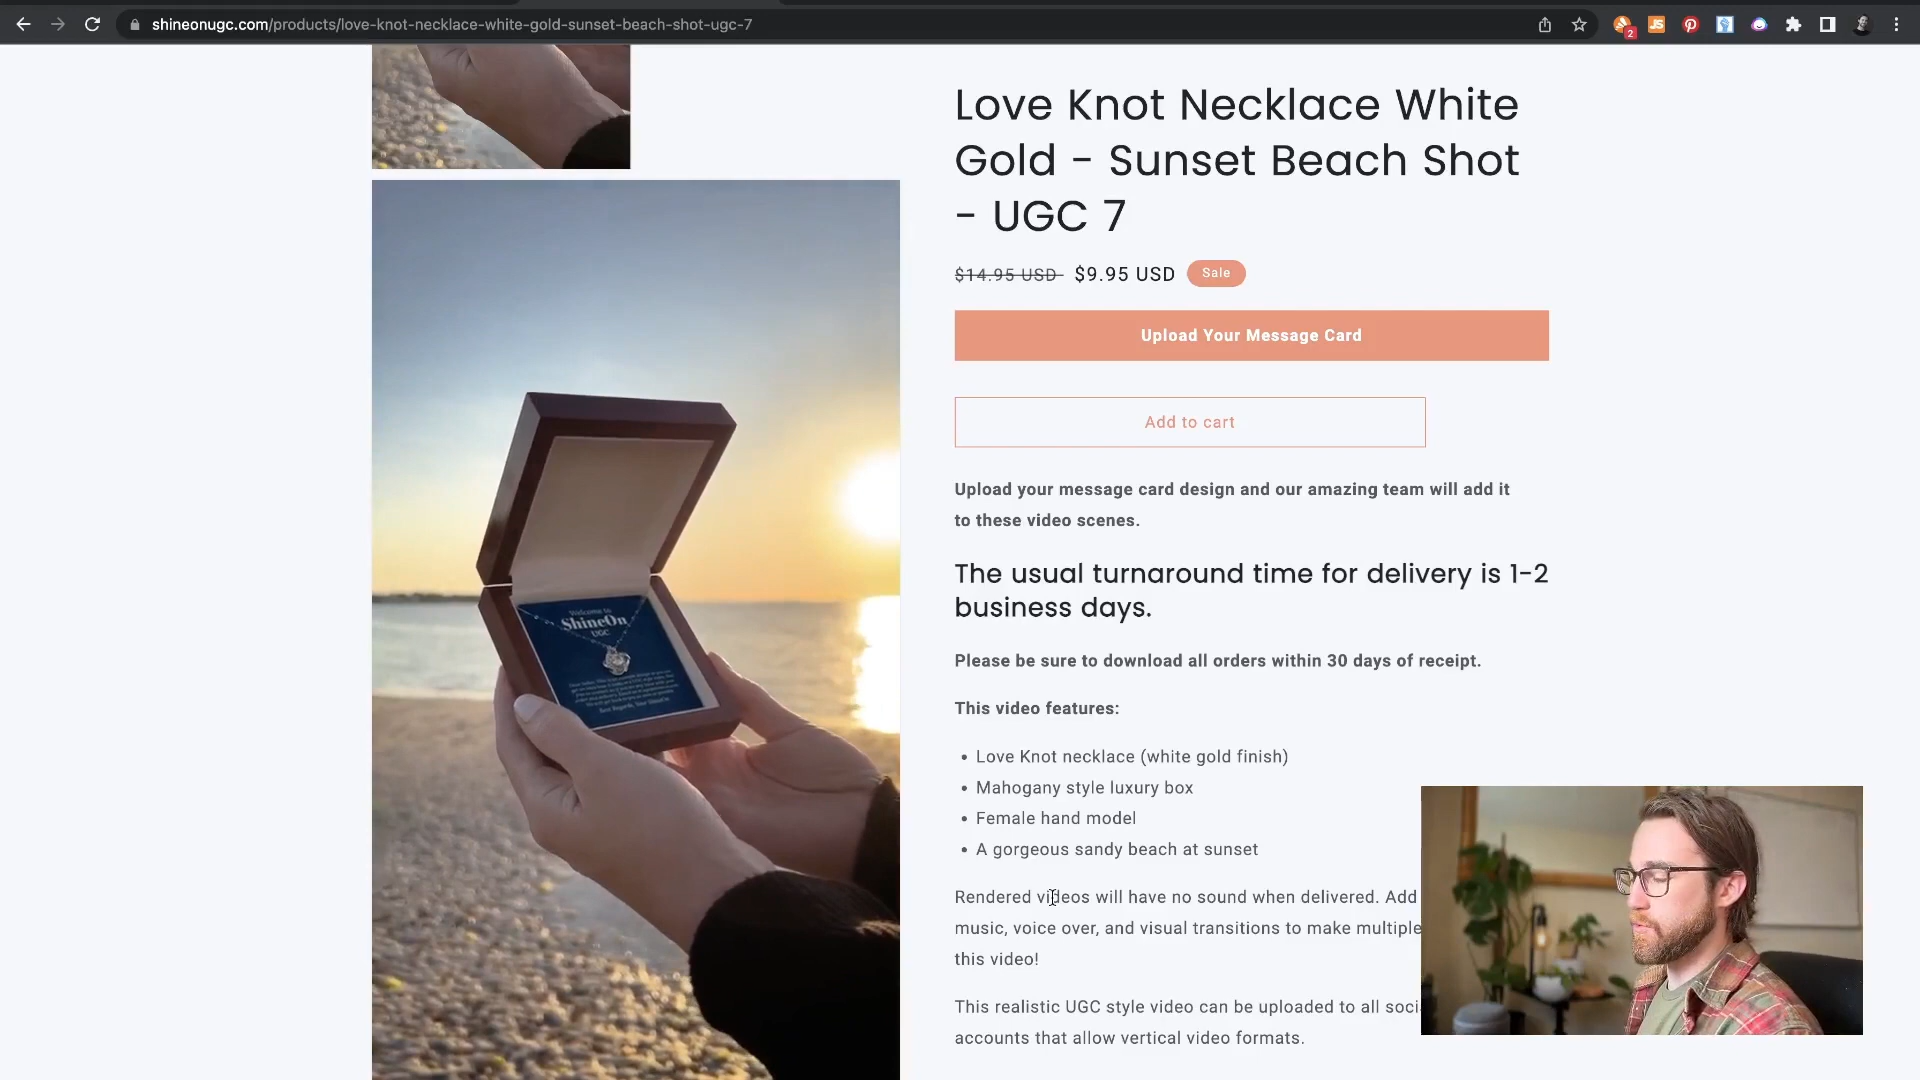 shineonugc.com/products/love-knot-necklace-white-gold-sunset-beach-shot-ugc-7
2
JS
Love Knot Necklace White
Gold - Sunset Beach Shot
- UGC 7
$14.95 USD $9.95 USD Sale
Upload Your Message Card
Add to cart
Upload your message card design and our amazing team will add it
to these video scenes.
The usual turnaround time for delivery is 1-2
business days.
Please be sure to download all orders within 30 days of receipt.
This video features:
• Love Knot necklace (white gold finish)
• Mahogany style luxury box
• Female hand model
• A gorgeous sandy beach at sunset
Rendered videos will have no sound when delivered. Add
music, voice over, and visual transitions to make multiple
this video!
This realistic UGC style video can be uploaded to all soci
accounts that allow vertical video formats.
Welcome to
ShineOn
UGC